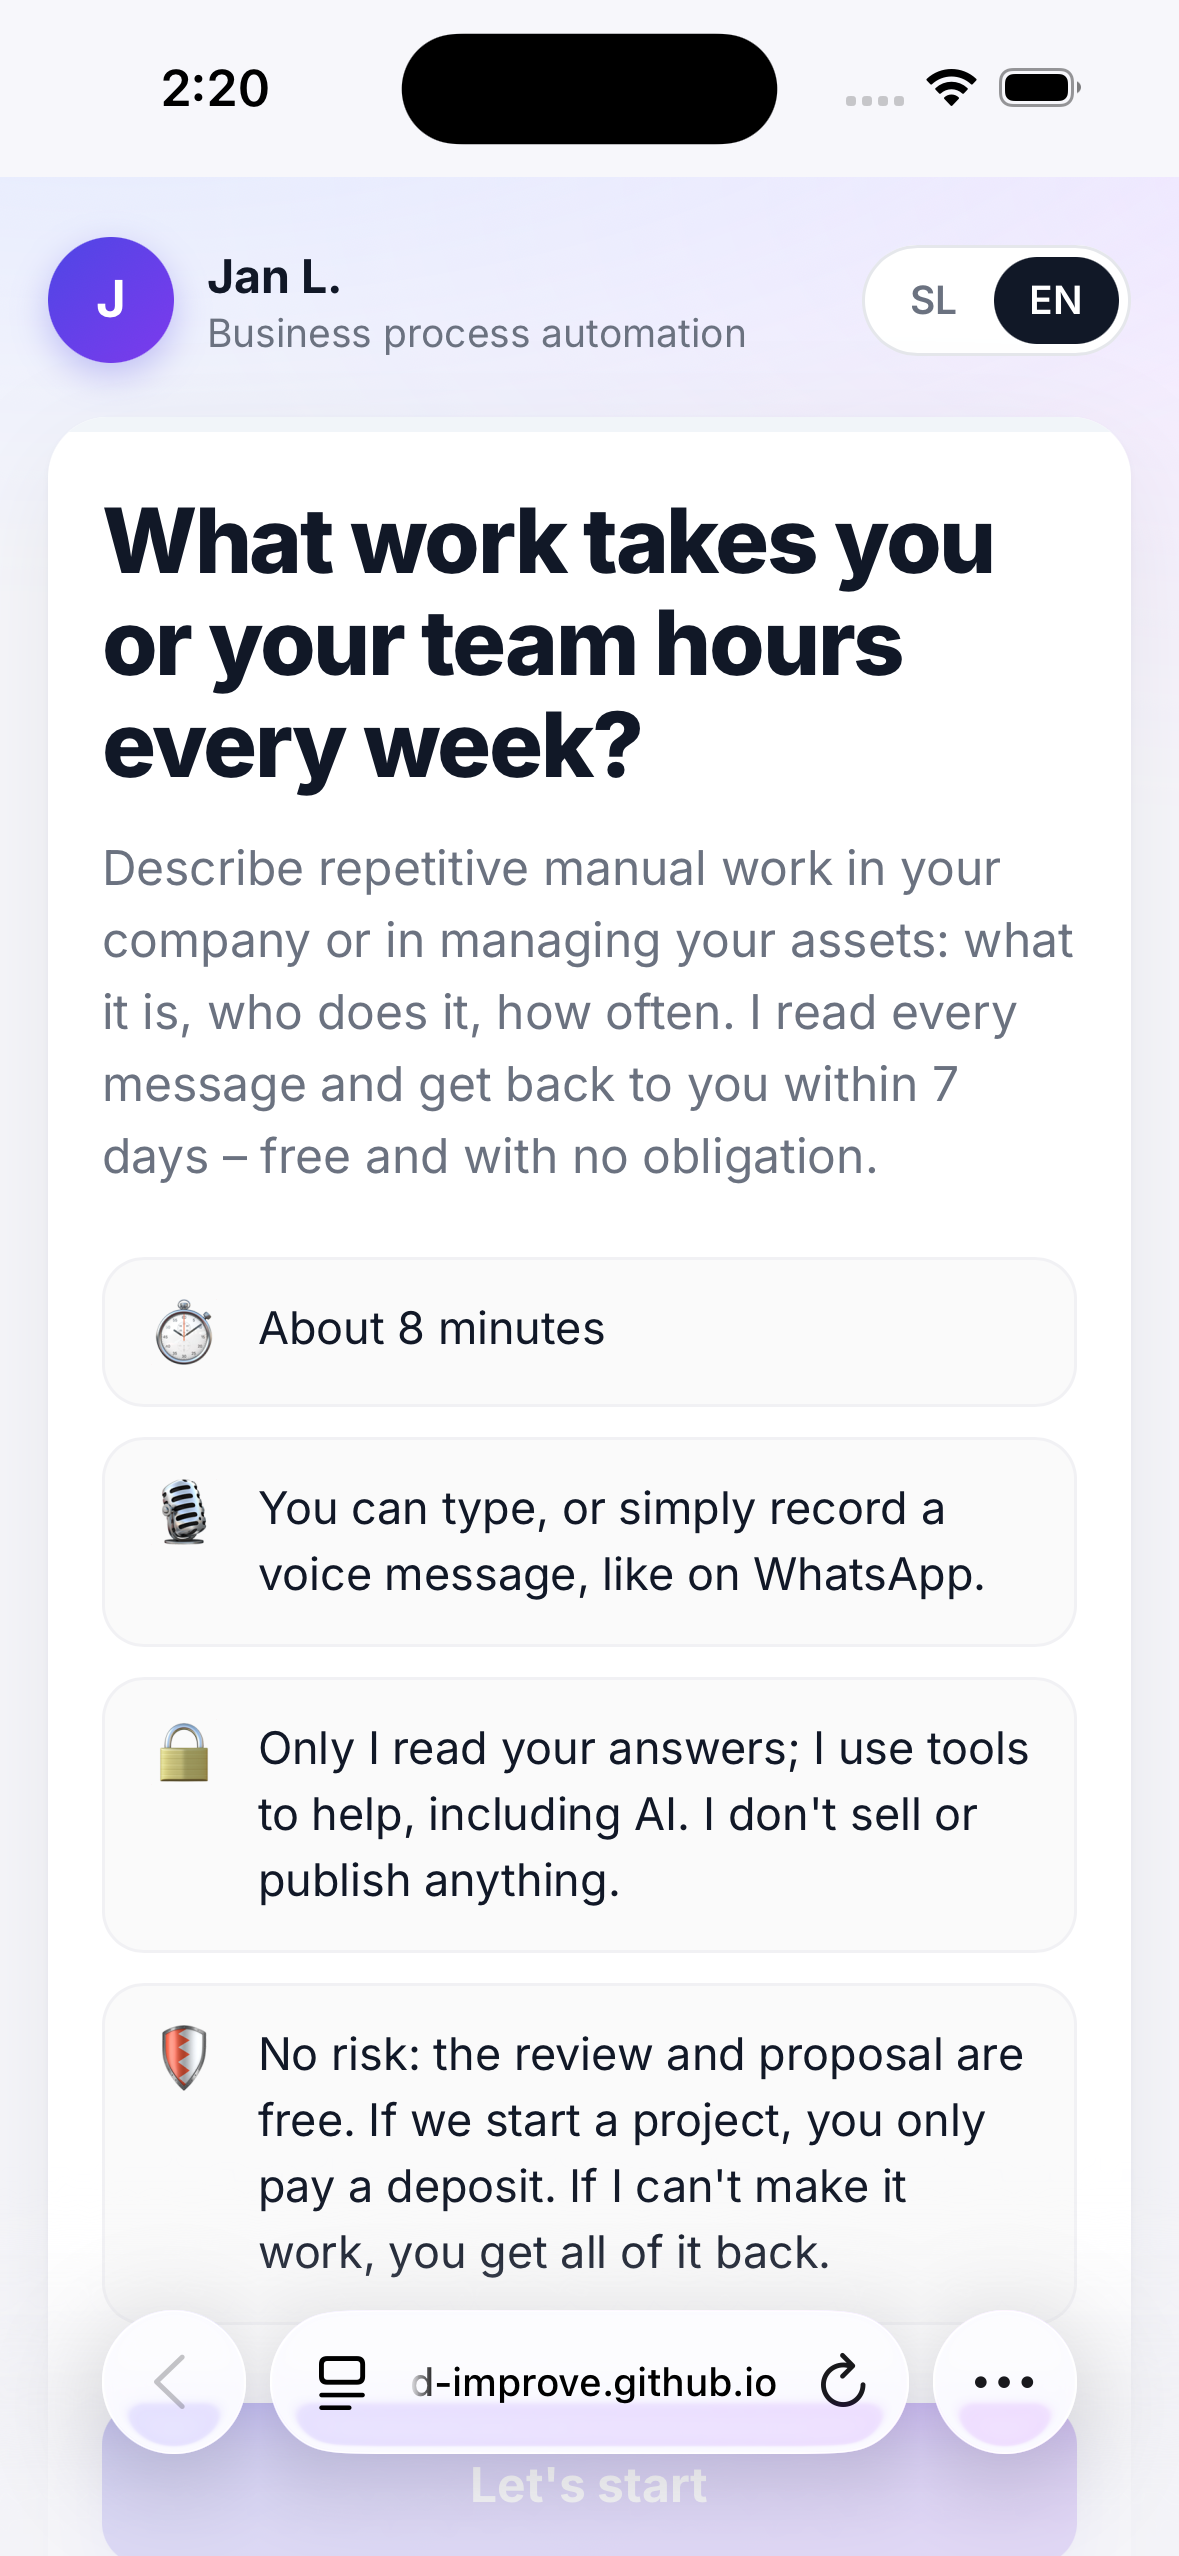 2:20
J
Jan L.
Business process automation
SL
EN
What work takes you
or your team hours
every week?
Describe repetitive manual work in your
company or in managing your assets: what
it is, who does it, how often. I read every
message and get back to you within 7
days – free and with no obligation.
About 8 minutes
You can type, or simply record a
voice message, like on WhatsApp.
Only I read your answers; I use tools
to help, including AI. I don't sell or
publish anything.
No risk: the review and proposal are
free. If we start a project, you only
pay a deposit. If I can't make it
work, you get all of it back.
d-improve.github.io
Let's start